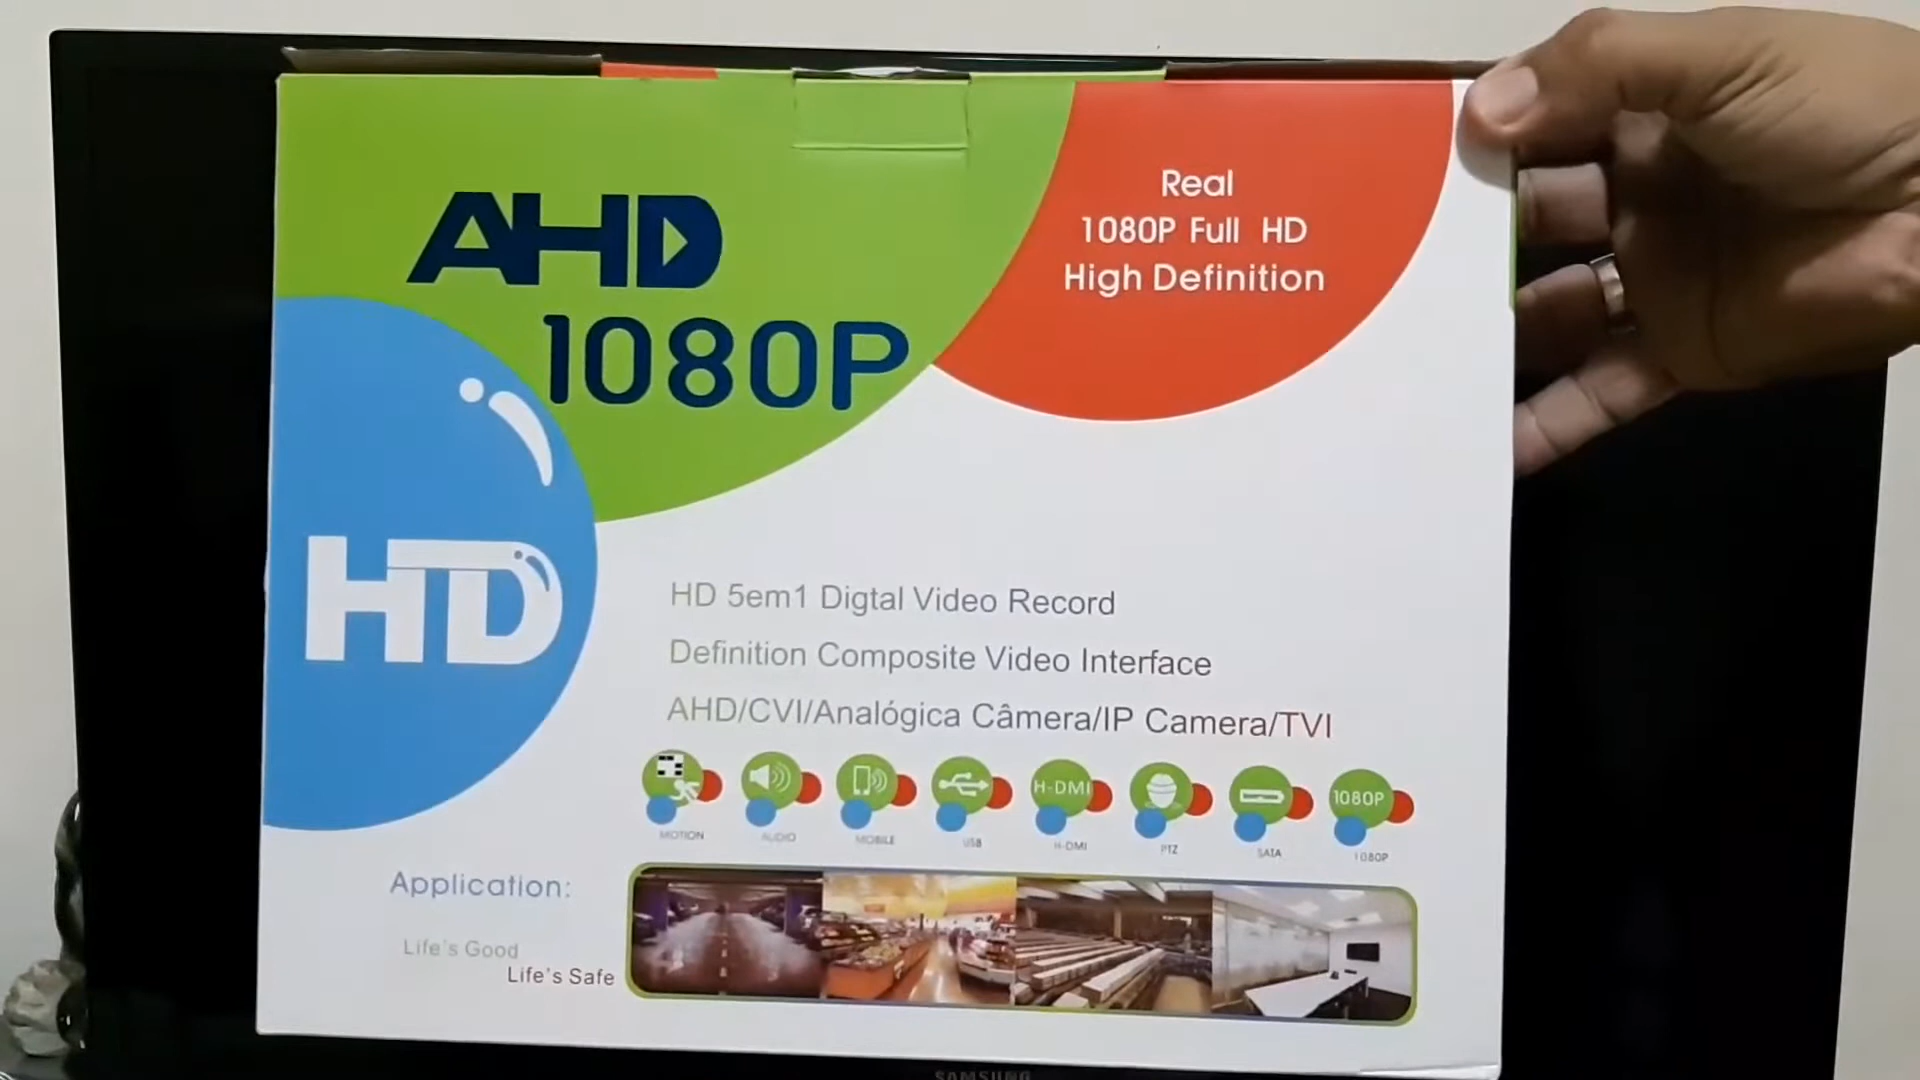 AHD
1080P
Real
1080P Full HD
High Definition
HD
HD 5em1 Digtal Video Record
Definition Composite Video Interface
AHD/CVI/Analógica Câmera/IP Camera/TVI
H-DMI
1080P
MOTION
AUDIO
MOBILE
USB
H-DMI
PTZ
SATA
1080P
Application:
Life's Good
Life's Safe
SAMSUNG